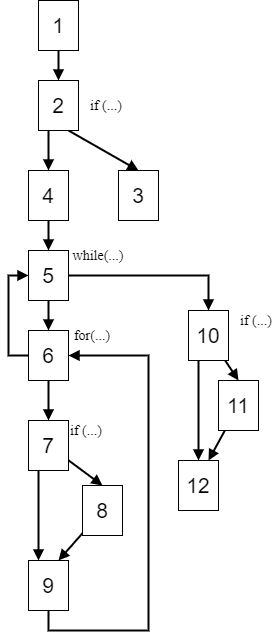 1
2 if (...)
4 3
while(...)
5
for(...)
if (...)
10
6
11
if (...)
7
12
8
9